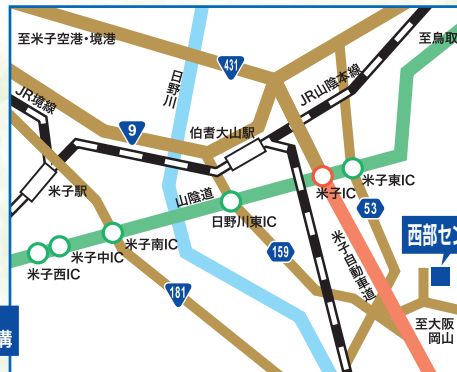 至米子空港・境港
431
日野川
至鳥取
JR境線
JR山陰本線
9
伯耆大山駅
米子駅
山陰道
米子IC
米子東IC
日野川東IC
53
米子南IC
米子中IC
米子西IC
159
米子自動車道
西部セン
181
至大阪
岡山
溝